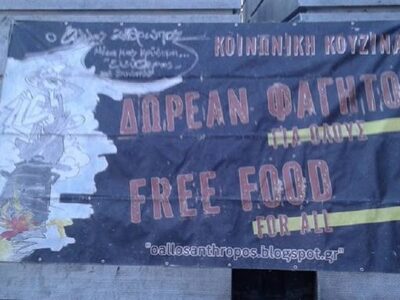 Ο Άλλος Άνθρωπος
ΚΟΙΝΩΝΙΚΗ ΚΟΥΖΙΝΑ
ΔΩΡΕΑΝ ΦΑΓΗΤΟ
ΓΙΑ ΟΛΟΥΣ
FREE FOOD
FOR ALL
"oallosanthropos.blogspot.gr"